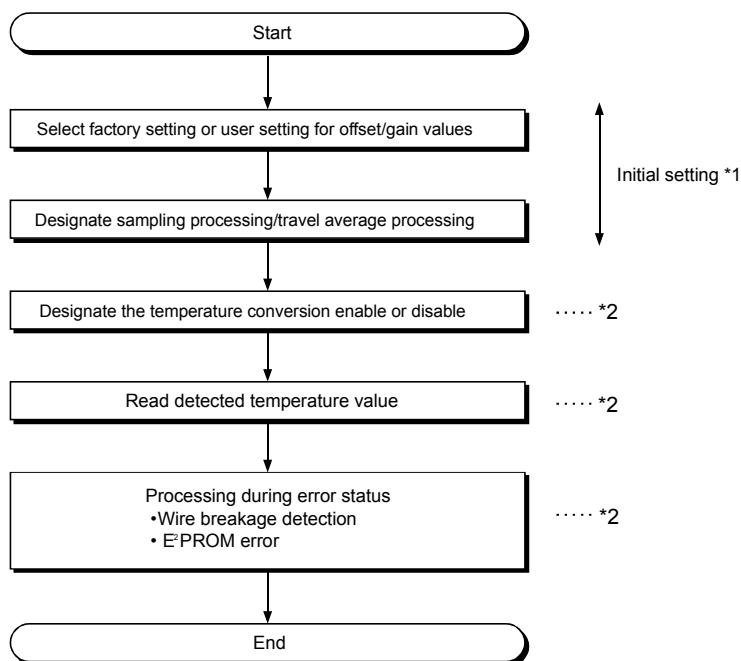 Start
Select factory setting or user setting for offset/gain values
Initial setting *1
Designate sampling processing/travel average processing
Designate the temperature conversion enable or disable
····· *2
Read detected temperature value
····· *2
Processing during error status
•Wire breakage detection
• E²PROM error
····· *2
End